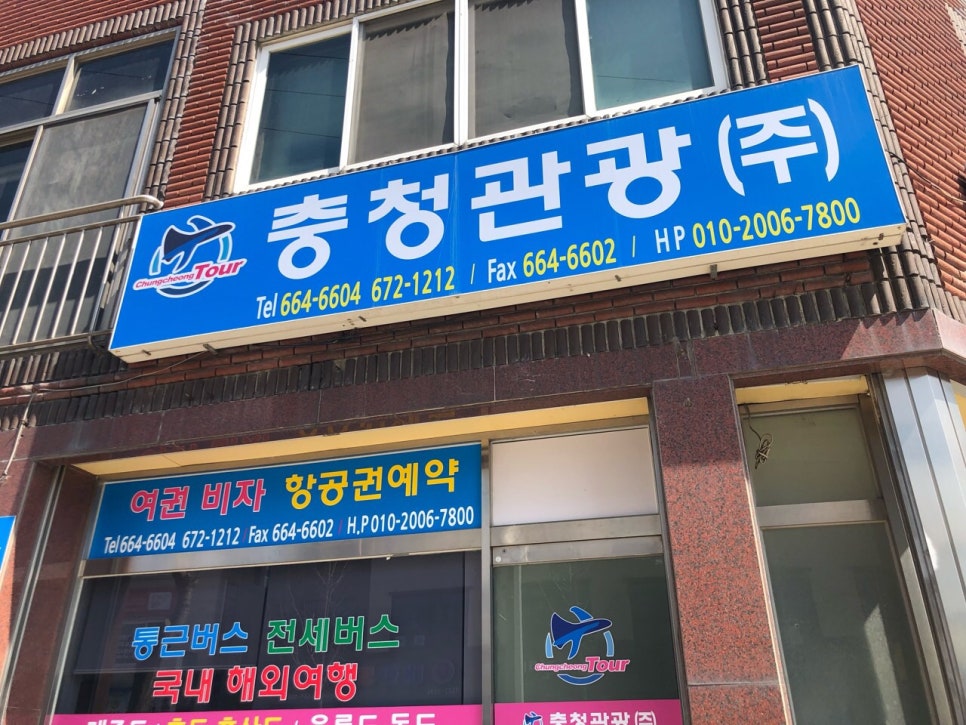 충청관광 (주)
Chungcheong Tour
Tel 664-6604 672-1212 / Fax 664-6602 / H P 010-2006-7800
여권 비자 항공권예약
Tel 664-6604 672-1212 / Fax 664-6602 / H.P 010-2006-7800
통근버스 전세버스
국내 해외여행
Chungcheong Tour
충청관광 (주)